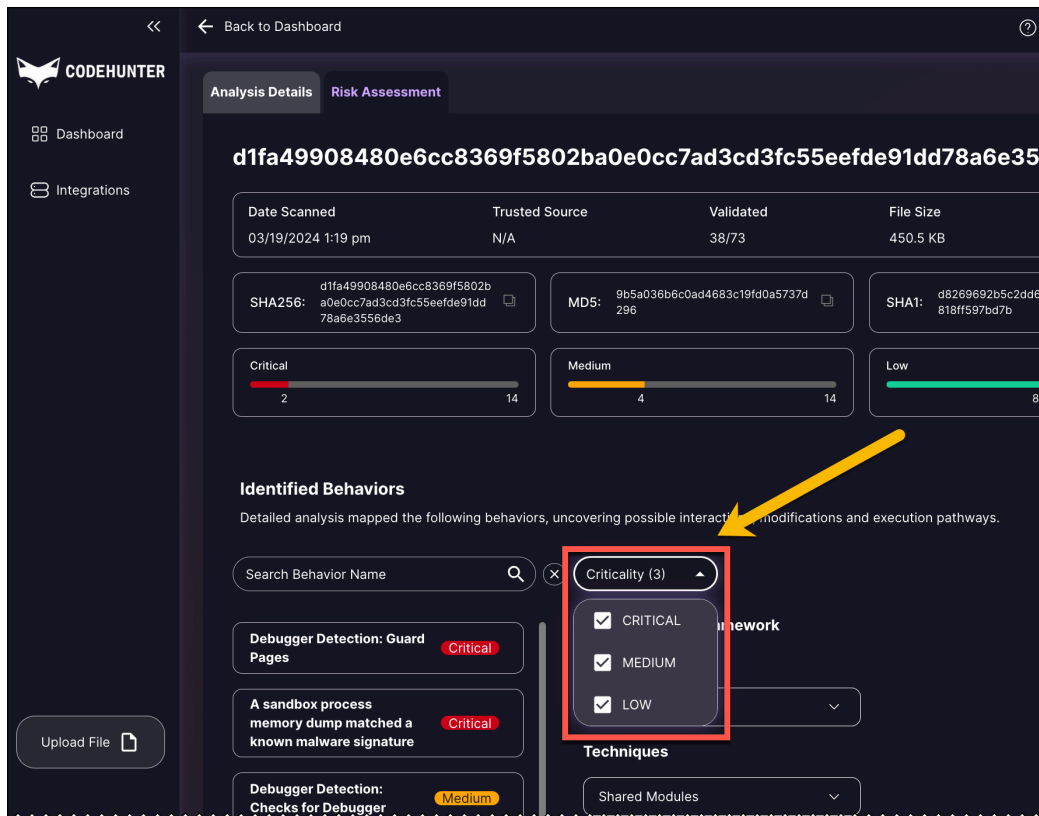 Back to Dashboard
CODEHUNTER
Analysis Details
Risk Assessment
Dashboard
Integrations
d1fa49908480e6cc8369f5802ba0e0cc7ad3cd3fc55eefde91dd78a6e35
Date Scanned
Trusted Source
Validated
File Size
03/19/2024 1:19 pm
N/A
38/73
450.5 KB
SHA256:
d1fa49908480e6cc8369f5802b
a0e0cc7ad3cd3fc55eefde91dd
78a6e3556de3
MD5:
9b5a036b6c0ad4683c19fd0a5737d
296
SHA1:
d8269692b5c2dd6
818ff597bd7b
Critical
2
14
Medium
4
14
Low
8
Identified Behaviors
Detailed analysis mapped the following behaviors, uncovering possible modifications and execution pathways.
Search Behavior Name
Criticality (3)
CRITICAL
MEDIUM
LOW
Debugger Detection: Guard
Pages
Critical
A sandbox process
memory dump matched a
known malware signature
Critical
Debugger Detection:
Checks for Debugger
Medium
Techniques
Shared Modules
Upload File